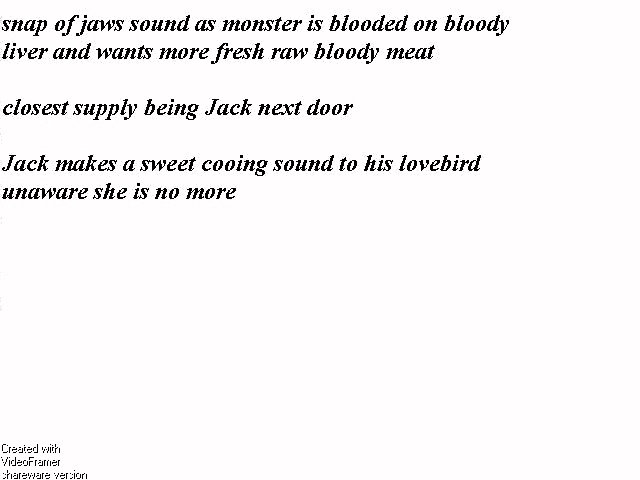 snap of jaws sound as monster is blooded on bloody
liver and wants more fresh raw bloody meat
closest supply being Jack next door
Jack makes a sweet cooing sound to his lovebird
unaware she is no more
Created with
VideoFramer
shareware version